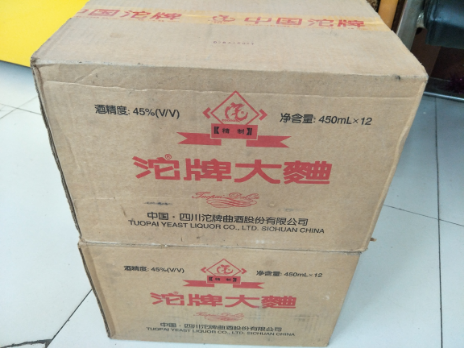 中国沱牌
酒精度: 45%(V/V)
净含量: 450mL×12
精制
沱牌大麯
中国·四川沱牌曲酒股份有限公司
TUOPAI YEAST LIQUOR CO., LTD. SICHUAN CHINA
酒精度: 45%(V/V)
净含量: 450mL×12
沱牌大麯
中国·四川沱牌曲酒股份有限公司
TUOPAI YEAST LIQUOR CO., LTD. SICHUAN CHINA